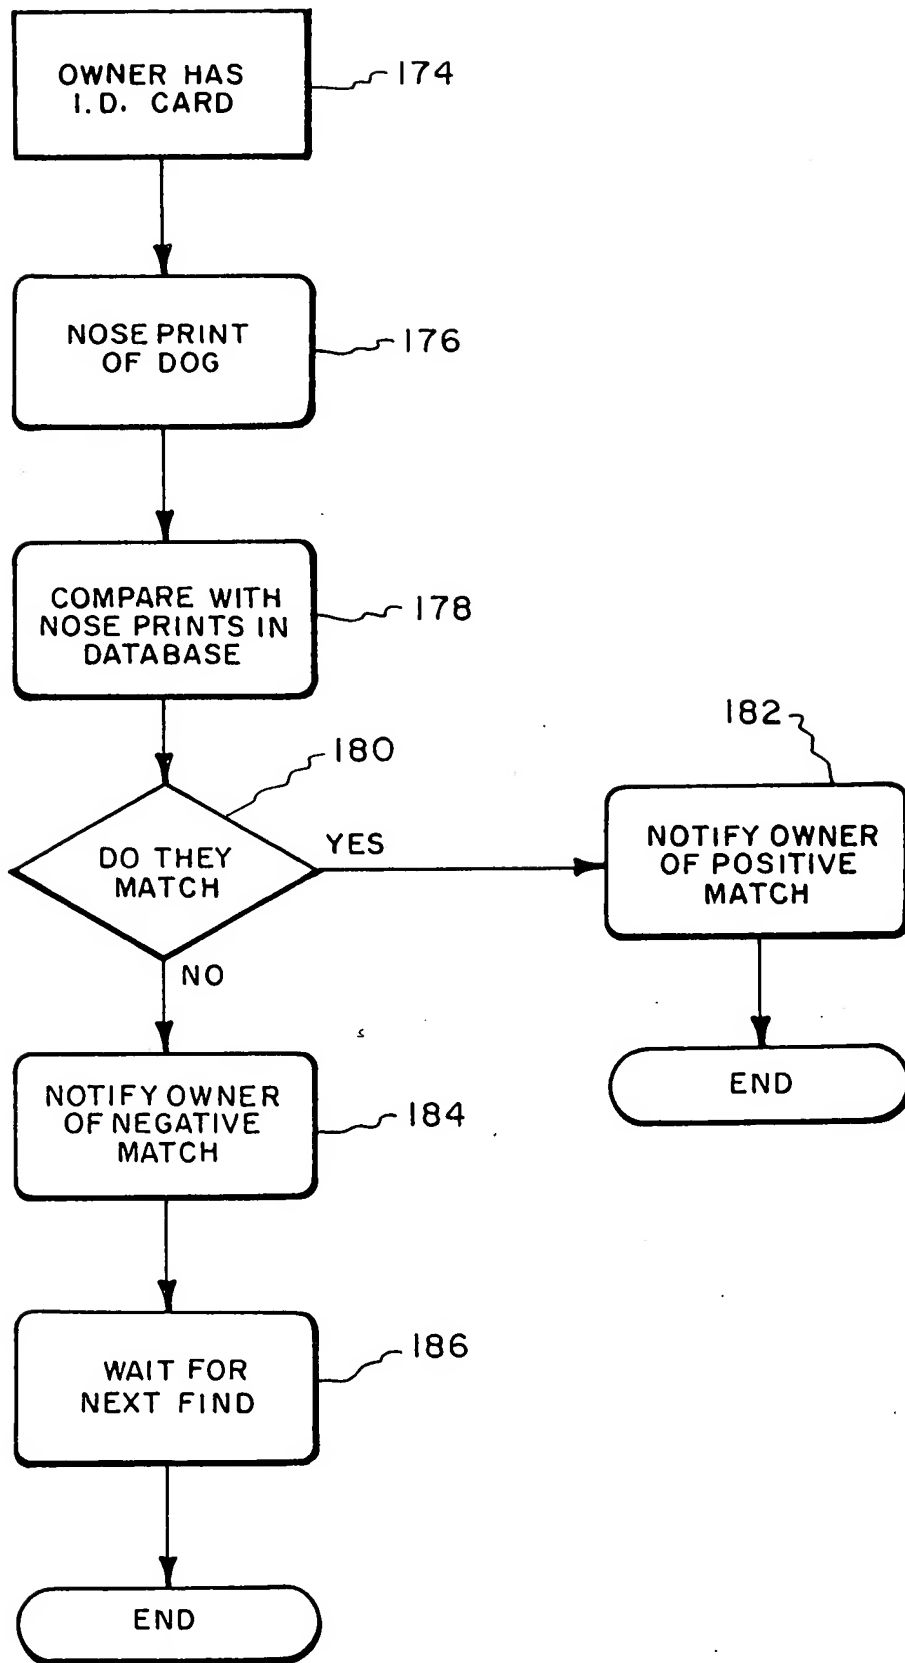 OWNER HAS
I.D. CARD
174
NOSE PRINT
OF DOG
176
COMPARE WITH
NOSE PRINTS IN
DATABASE
178
180
DO THEY
MATCH
YES
182
NOTIFY OWNER
OF POSITIVE
MATCH
END
NO
NOTIFY OWNER
OF NEGATIVE
MATCH
184
WAIT FOR
NEXT FIND
186
END